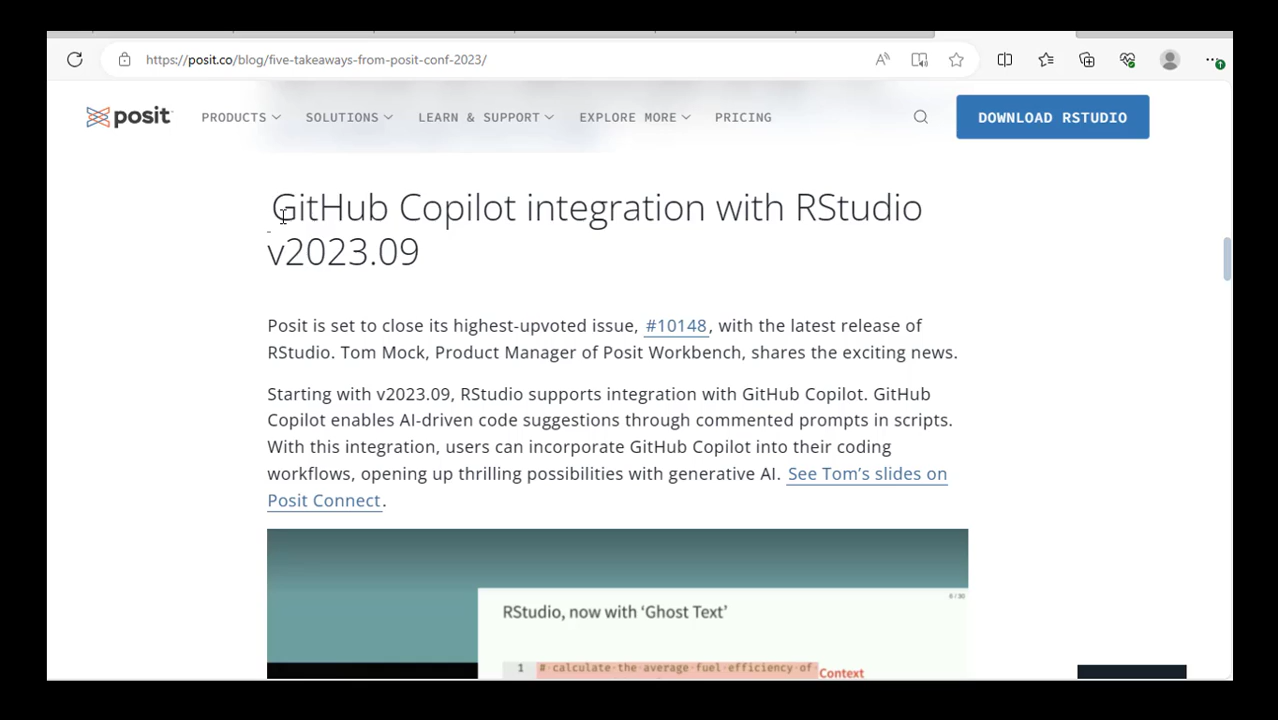 https://posit.co/blog/five-takeaways-from-posit-conf-2023/
posit PRODUCTS SOLUTIONS LEARN & SUPPORT EXPLORE MORE PRICING DOWNLOAD RSTUDIO
GitHub Copilot integration with RStudio
v2023.09
Posit is set to close its highest-upvoted issue, #10148, with the latest release of
RStudio. Tom Mock, Product Manager of Posit Workbench, shares the exciting news.
Starting with v2023.09, RStudio supports integration with GitHub Copilot. GitHub
Copilot enables AI-driven code suggestions through commented prompts in scripts.
With this integration, users can incorporate GitHub Copilot into their coding
workflows, opening up thrilling possibilities with generative AI. See Tom's slides on
Posit Connect.
6 / 30
RStudio, now with 'Ghost Text'
1 # calculate the average fuel efficiency of
Context